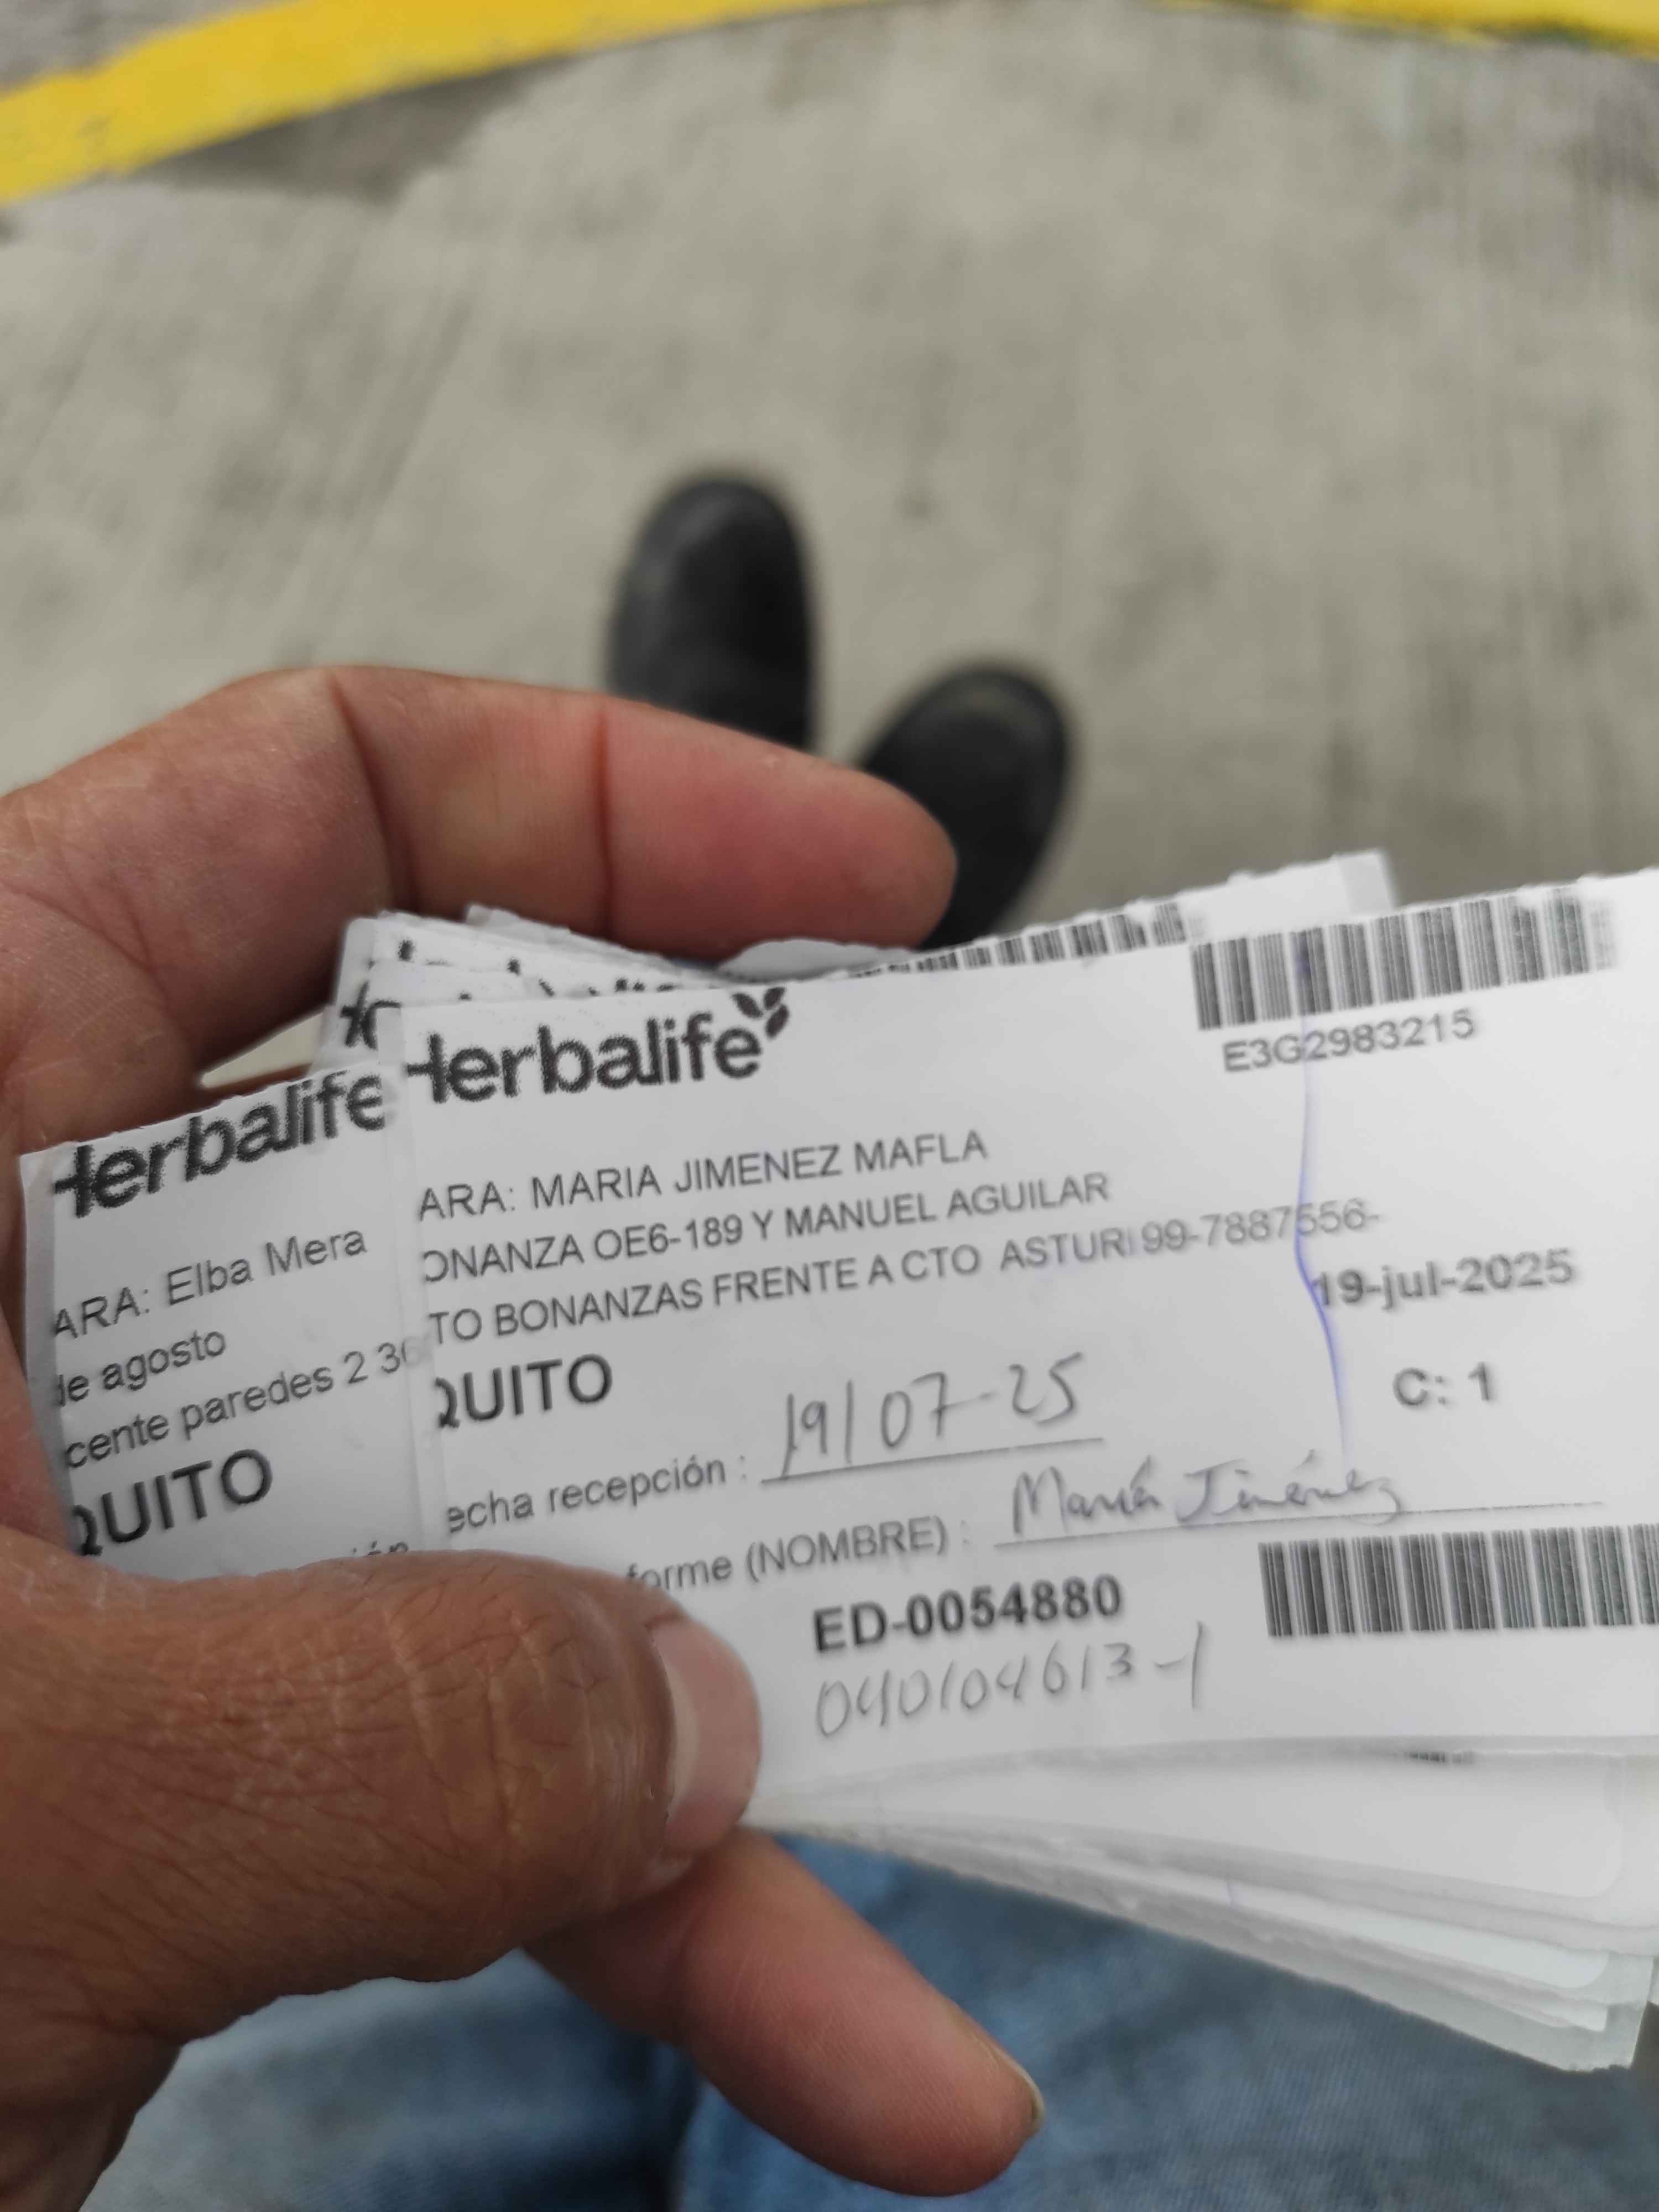 Herbalife
E3G2983215
ARA: MARIA JIMENEZ MAFLA
ONANZA OE6-189 Y MANUEL AGUILAR
TO BONANZAS FRENTE A CTO ASTURI 99-7887556-
19-jul-2025
QUITO
C: 1
echa recepción : 19/07-25
forme (NOMBRE) : María Jiménez
ED-0054880
040104613-1
Herbalife
ARA: Elba Mera
de agosto
cente paredes 2 36
QUITO